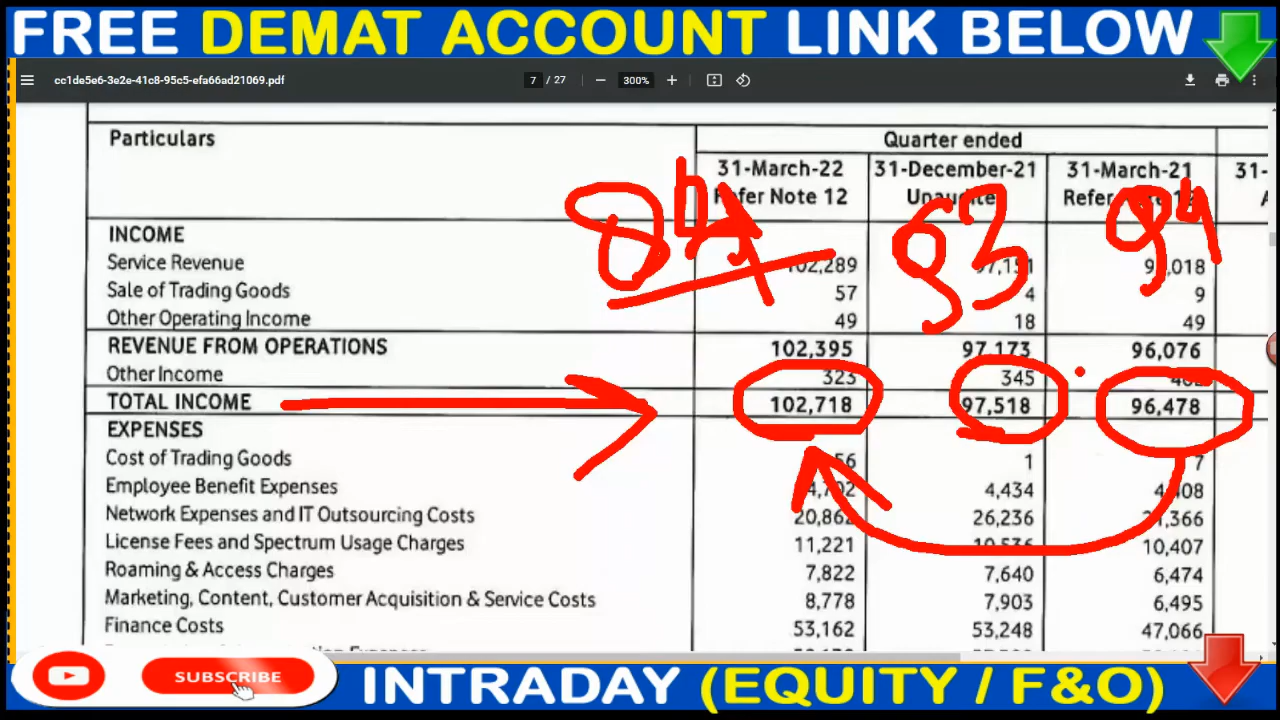 FREE DEMAT ACCOUNT LINK BELOW
cc1de5e6-3e2e-41c8-95c5-efa66ad21069.pdf 7 / 27 300%
Particulars Quarter ended
31-March-22 31-December-21 31-March-21 31-
Refer Note 12
INCOME
Service Revenue 102,289
Sale of Trading Goods 57 4 9
Other Operating Income 49 18 49
REVENUE FROM OPERATIONS 102,395 97,173 96,076
Other Income 323 345
TOTAL INCOME 102,718 97,518 96,478
EXPENSES
Cost of Trading Goods 56 1 7
Employee Benefit Expenses 4,434
Network Expenses and IT Outsourcing Costs 20,862 26,236
License Fees and Spectrum Usage Charges 11,221 10,407
Roaming & Access Charges 7,822 7,640 6,474
Marketing, Content, Customer Acquisition & Service Costs 8,778 7,903 6,495
Finance Costs 53,162 53,248 47,066
93 94
SUBSCRIBE
INTRADAY (EQUITY / F&O)